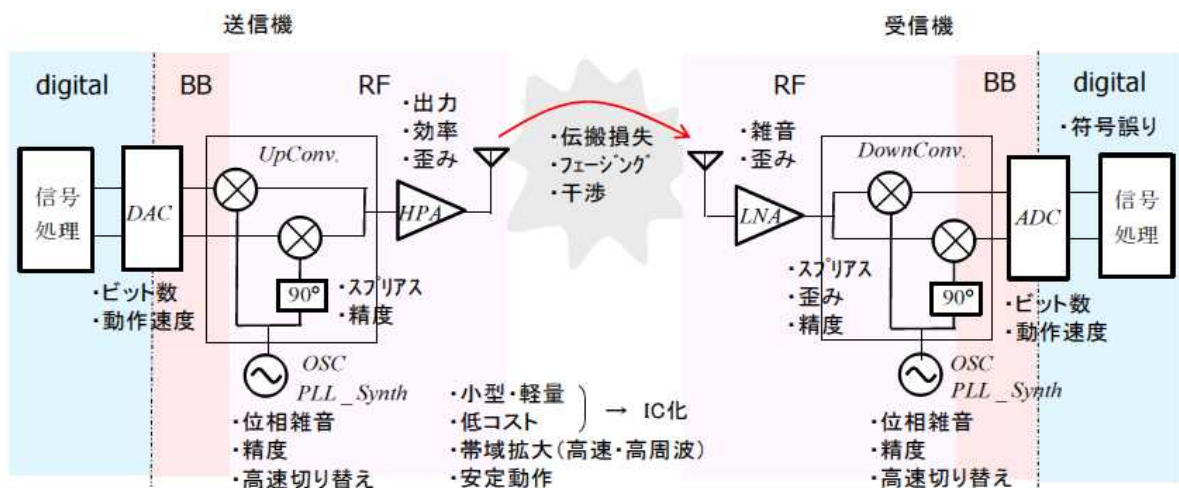 送信機
受信機
digital
BB
RF
RF
BB
digital
・出力
・効率
・歪み
・伝搬損失
・フェージング
・干渉
・雑音
・歪み
・符号誤り
UpConv.
DownConv.
信号
処理
DAC
HPA
LNA
ADC
信号
処理
90°
90°
・ビット数
・動作速度
・スプリアス
・精度
・スプリアス
・歪み
・精度
・ビット数
・動作速度
OSC
PLL_Synth
OSC
PLL_Synth
・位相雑音
・精度
・高速切り替え
・小型・軽量
・低コスト
→ IC化
・帯域拡大(高速・高周波)
・安定動作
・位相雑音
・精度
・高速切り替え